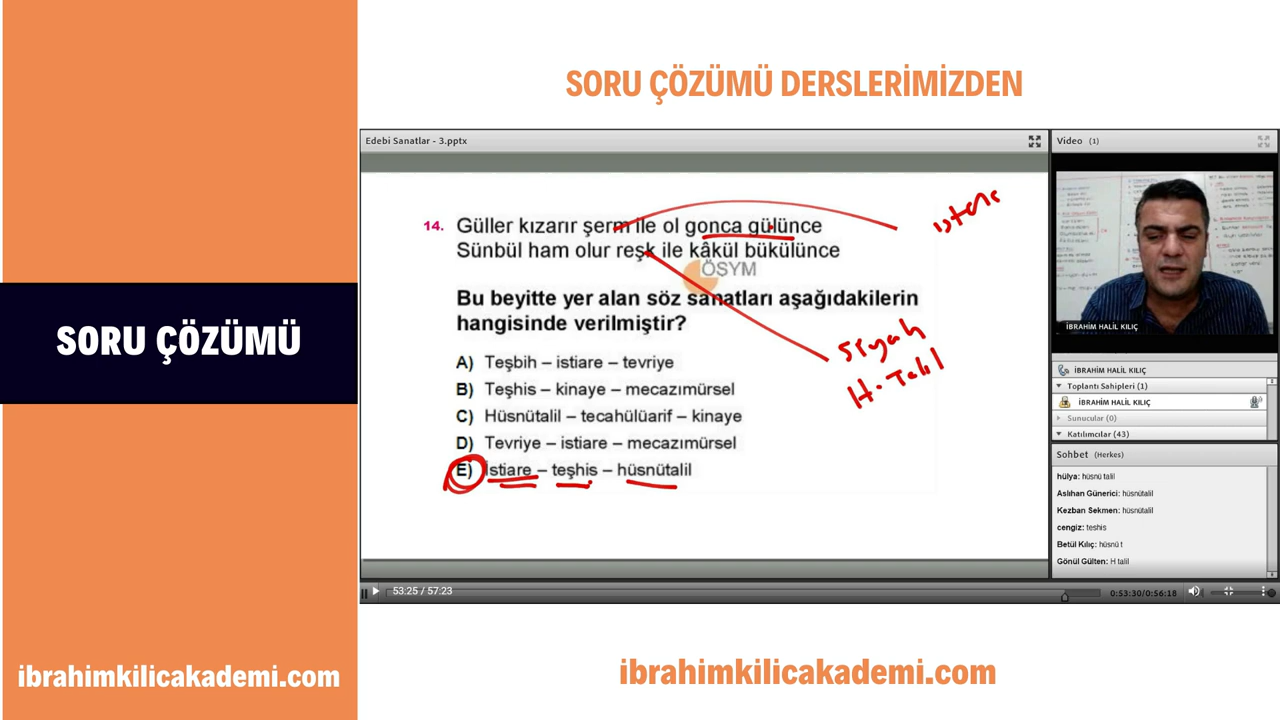 SORU ÇÖZÜMÜ DERSLERİMİZDEN
SORU ÇÖZÜMÜ
ibrahimkilicakademi.com
Edebi Sanatlar - 3.pptx
14. Güller kızarır şerm ile ol gonca gülünce
Sünbül ham olur reşk ile kâkül bükülünce
ÖSYM
Bu beyitte yer alan söz sanatları aşağıdakilerin
hangisinde verilmiştir?
A) Teşbih – istiare – tevriye
B) Teşhis – kinaye – mecazımürsel
C) Hüsnütalil – tecahülüarif – kinaye
D) Tevriye – istiare – mecazımürsel
E) İstiare – teşhis – hüsnütalil
Siyah
H. Talil
53:25 / 57:23
0:53:30/0:56:18
Video (1)
İBRAHİM HALİL KILIÇ
İBRAHİM HALİL KILIÇ
Toplantı Sahipleri (1)
İBRAHİM HALİL KILIÇ
Sunucular (0)
Katılımcılar (43)
Sohbet (Herkes)
hülya: hüsnü talil
Aslıhan Günerici: hüsnütalil
Kezban Sekmen: hüsnütalil
cengiz: teshis
Betül Kılıç: hüsnü t
Gönül Gülten: H talil
ibrahimkilicakademi.com